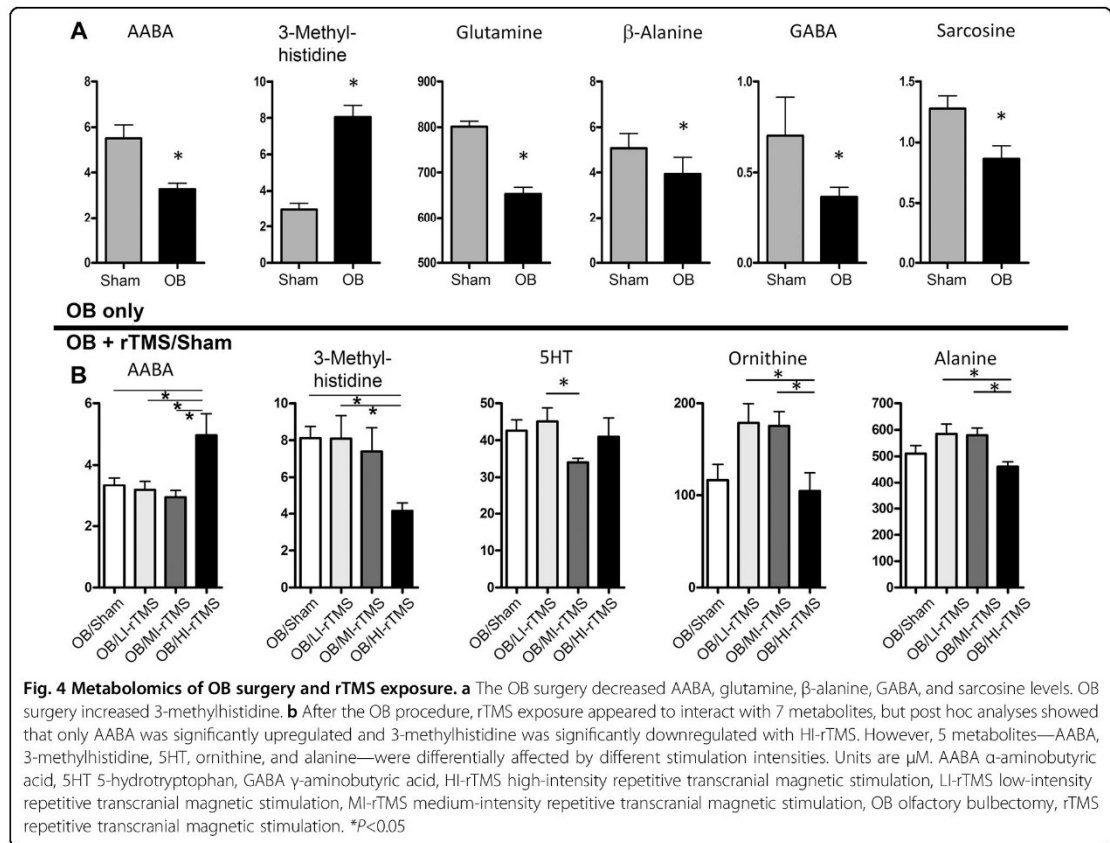 A
AABA
3-Methyl-
histidine
Glutamine
β-Alanine
GABA
Sarcosine
8
6
4
2
0
*
Sham
OB
10
8
6
4
2
0
*
Sham
OB
900
800
700
600
500
*
Sham
OB
8
6
4
2
0
*
Sham
OB
1.0
0.5
0.0
*
Sham
OB
1.5
1.0
0.5
0.0
*
Sham
OB
OB only
OB + rTMS/Sham
B
AABA
6
4
2
0
*
*
*
OB/Sham
OB/LI-rTMS
OB/MI-rTMS
OB/HI-rTMS
3-Methyl-
histidine
10
8
6
4
2
0
*
*
OB/Sham
OB/LI-rTMS
OB/MI-rTMS
OB/HI-rTMS
5HT
50
40
30
20
10
0
*
OB/Sham
OB/LI-rTMS
OB/MI-rTMS
OB/HI-rTMS
Ornithine
200
100
0
*
*
OB/Sham
OB/LI-rTMS
OB/MI-rTMS
OB/HI-rTMS
Alanine
700
600
500
400
300
200
100
0
*
*
OB/Sham
OB/LI-rTMS
OB/MI-rTMS
OB/HI-rTMS
Fig. 4 Metabolomics of OB surgery and rTMS exposure. a The OB surgery decreased AABA, glutamine, β-alanine, GABA, and sarcosine levels. OB
surgery increased 3-methylhistidine. b After the OB procedure, rTMS exposure appeared to interact with 7 metabolites, but post hoc analyses showed
that only AABA was significantly upregulated and 3-methylhistidine was significantly downregulated with HI-rTMS. However, 5 metabolites—AABA,
3-methylhistidine, 5HT, ornithine, and alanine—were differentially affected by different stimulation intensities. Units are μM. AABA α-aminobutyric
acid, 5HT 5-hydrotryptophan, GABA γ-aminobutyric acid, HI-rTMS high-intensity repetitive transcranial magnetic stimulation, LI-rTMS low-intensity
repetitive transcranial magnetic stimulation, MI-rTMS medium-intensity repetitive transcranial magnetic stimulation, OB olfactory bulbectomy, rTMS
repetitive transcranial magnetic stimulation. *P<0.05